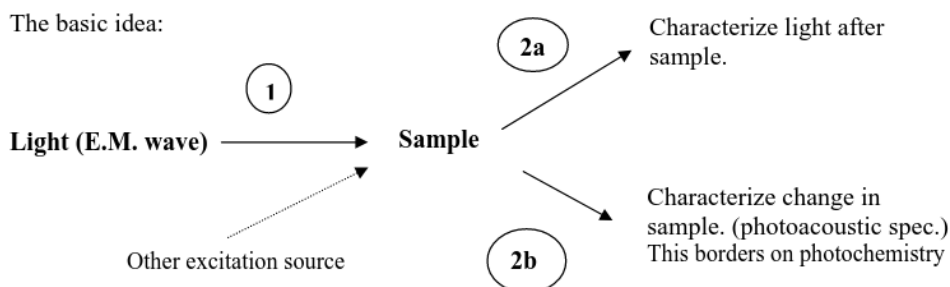 The basic idea:
1
2a
Characterize light after
sample.
Light (E.M. wave)
Sample
Other excitation source
2b
Characterize change in
sample. (photoacoustic spec.)
This borders on photochemistry